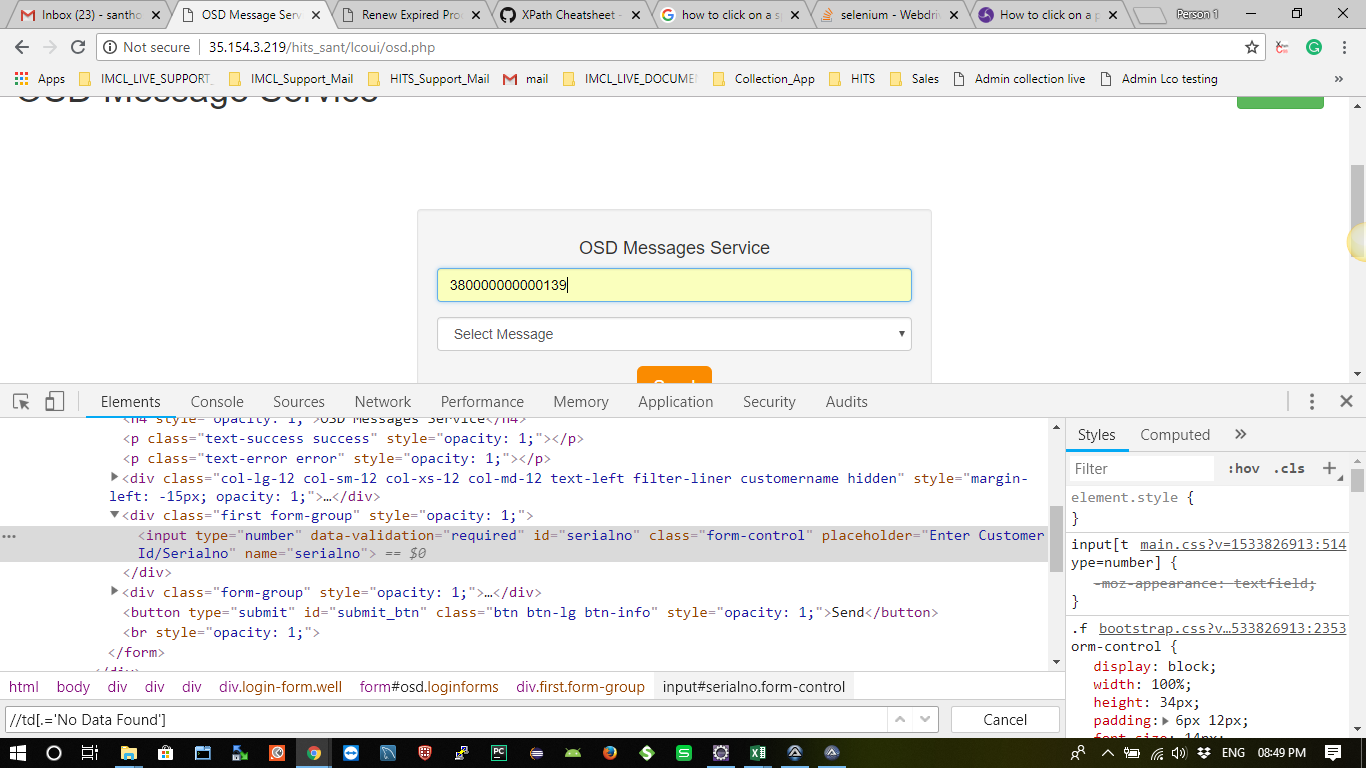 Inbox (23) - santho
OSD Message Serv
Renew Expired Pro
XPath Cheatsheet -
how to click on a s
selenium - Webdriv
How to click on a p
Person 1
Not secure
35.154.3.219/hits_sant/lcoui/osd.php
Apps
IMCL_LIVE_SUPPORT_
IMCL_Support_Mail
HITS_Support_Mail
mail
IMCL_LIVE_DOCUME
Collection_App
HITS
Sales
Admin collection live
Admin Lco testing
»
OSD Message Service
OSD Messages Service
380000000000139
Select Message
Send
Elements
Console
Sources
Network
Performance
Memory
Application
Security
Audits
<h4 style="opacity: 1;">OSD Messages Service</h4>
<p class="text-success success" style="opacity: 1;"></p>
<p class="text-error error" style="opacity: 1;"></p>
<div class="col-lg-12 col-sm-12 col-xs-12 col-md-12 text-left filter-liner customername hidden" style="margin-
left: -15px; opacity: 1;">…</div>
<div class="first form-group" style="opacity: 1;">
<input type="number" data-validation="required" id="serialno" class="form-control" placeholder="Enter Customer
Id/Serialno" name="serialno"> == $0
</div>
<div class="form-group" style="opacity: 1;">…</div>
<button type="submit" id="submit_btn" class="btn btn-lg btn-info" style="opacity: 1;">Send</button>
<br style="opacity: 1;">
</form>
</div>
html
body
div
div
div
div.login-form.well
form#osd.loginforms
div.first.form-group
input#serialno.form-control
//td[.='No Data Found']
Cancel
Styles
Computed
»
Filter
:hov
.cls
+
element.style {
}
input[t main.css?v=1533826913:514
ype=number] {
-moz-appearance: textfield;
}
.f bootstrap.css?v…533826913:2353
orm-control {
display: block;
width: 100%;
height: 34px;
padding: 6px 12px;
font-size: 14px;
ENG
08:49 PM